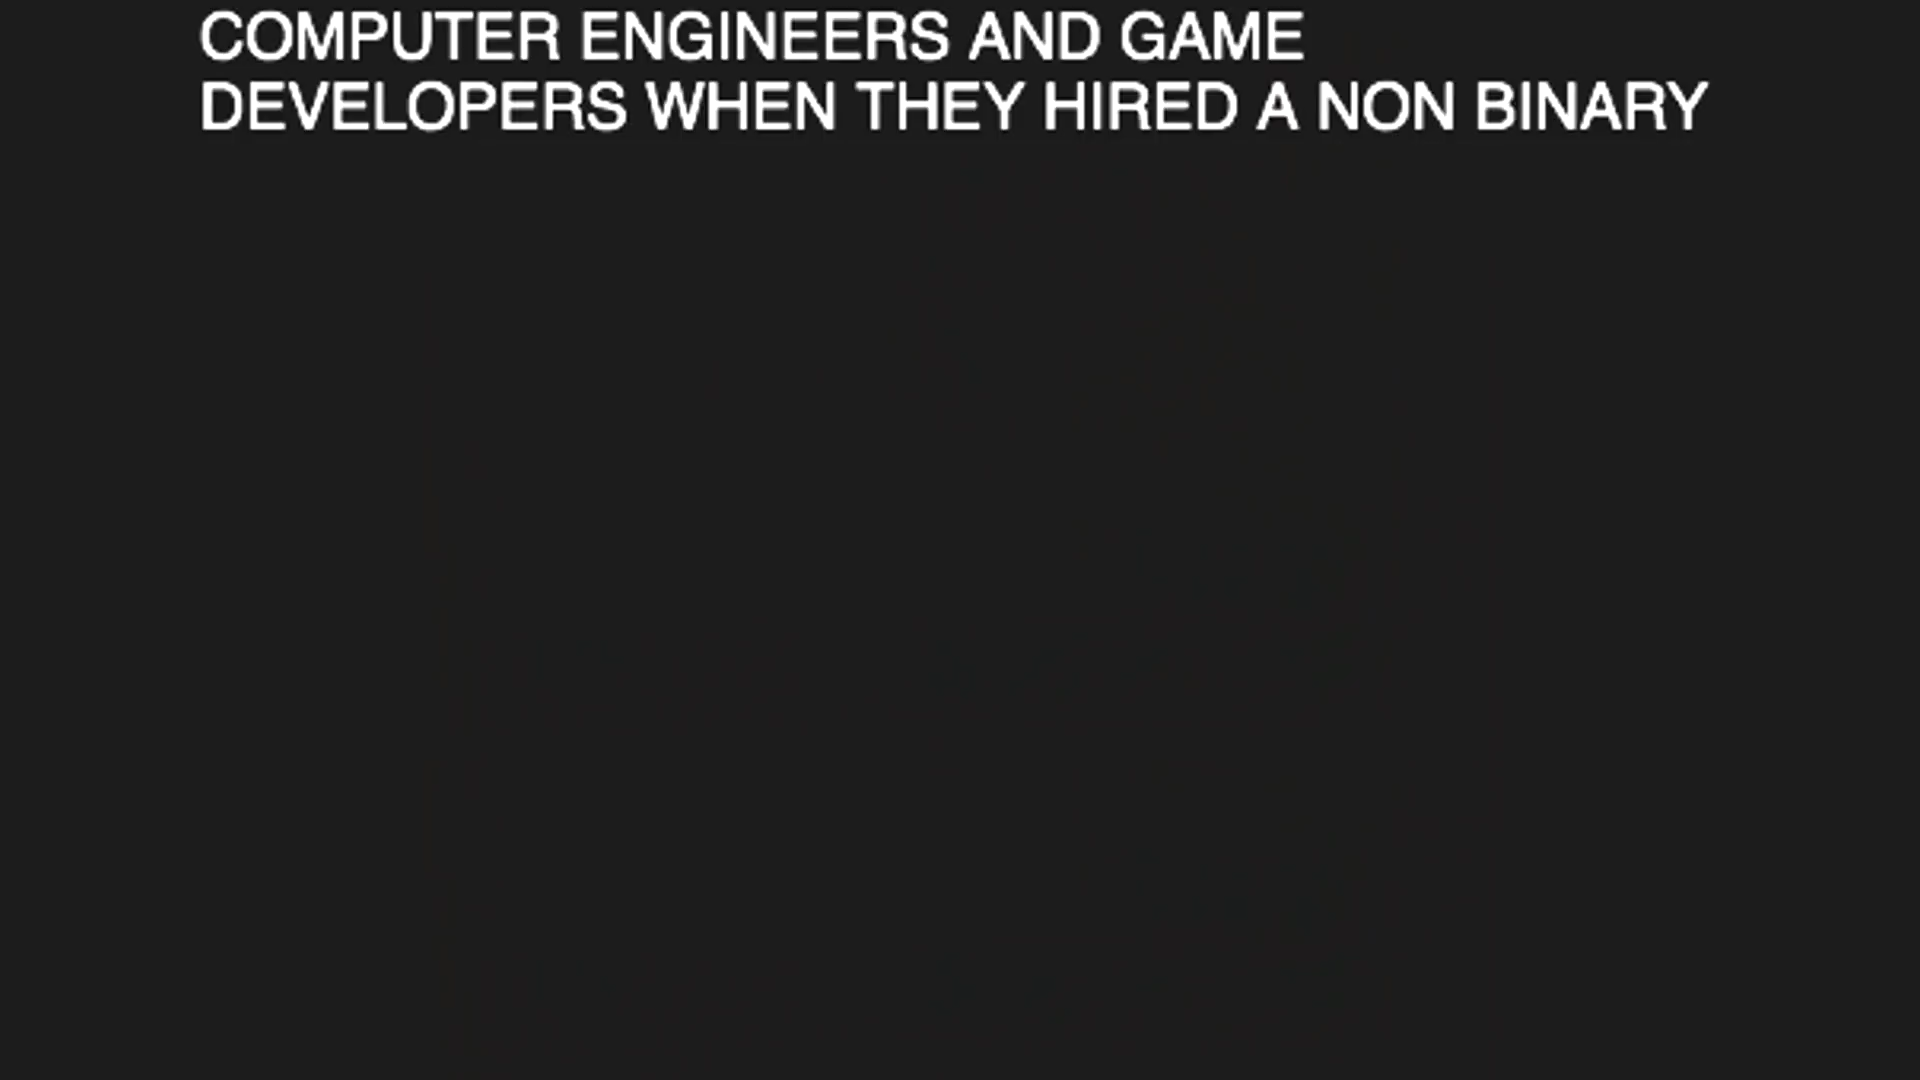 COMPUTER ENGINEERS AND GAME
DEVELOPERS WHEN THEY HIRED A NON BINARY